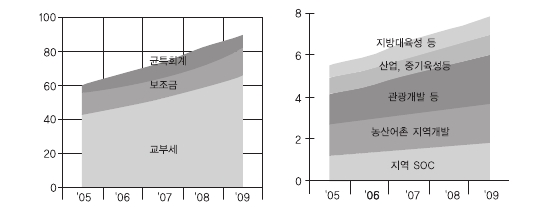 100
80
60
40
20
0
균특회계
보조금
교부세
'05 '06 '07 '08 '09
8
6
4
2
0
지방대육성 등
산업, 중기육성등
관광개발 등
농산어촌 지역개발
지역 SOC
'05 '06 '07 '08 '09